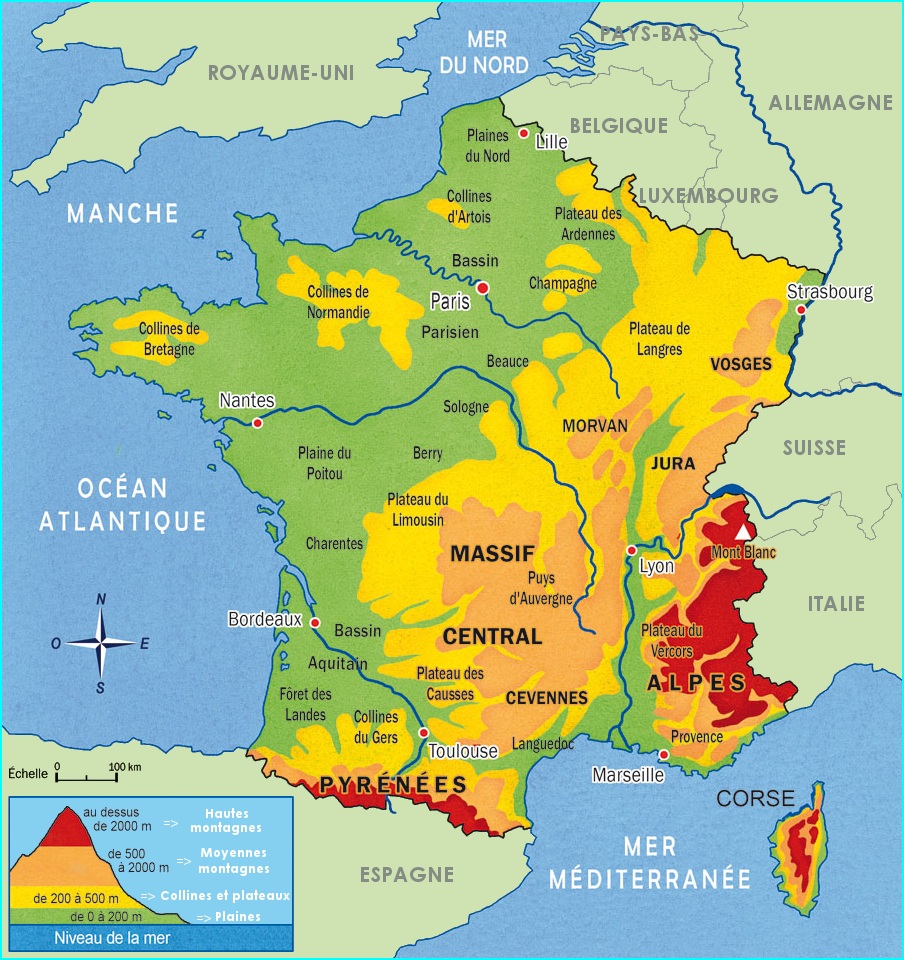 MER
DU NORD
PAYS-BAS
ROYAUME-UNI
ALLEMAGNE
BELGIQUE
Plaines
du Nord
Lille
LUXEMBOURG
MANCHE
Collines
d'Artois
Plateau des
Ardennes
Bassin
Champagne
Paris
Strasbourg
Collines de
Normandie
Parisien
Collines de
Bretagne
Plateau de
Langres
Beauce
VOSGES
Nantes
Sologne
MORVAN
SUISSE
Plaine du
Poitou
Berry
JURA
OCÉAN
ATLANTIQUE
Plateau du
Limousin
Charentes
MASSIF
Mont Blanc
Lyon
Puys
d'Auvergne
ITALIE
Bordeaux
Bassin
CENTRAL
Plateau du
Vercors
N
O
E
S
Aquitain
Plateau des
Causses
ALPES
Fôret des
Landes
CEVENNES
Collines
du Gers
Toulouse
Languedoc
Provence
Marseille
Échelle
0
100 km
PYRÉNÉES
CORSE
au dessus
de 2000 m
=>
Hautes
montagnes
de 500
à 2000 m
=>
Moyennes
montagnes
de 200 à 500 m
=> Collines et plateaux
de 0 à 200 m
=> Plaines
Niveau de la mer
ESPAGNE
MER
MÉDITERRANÉE